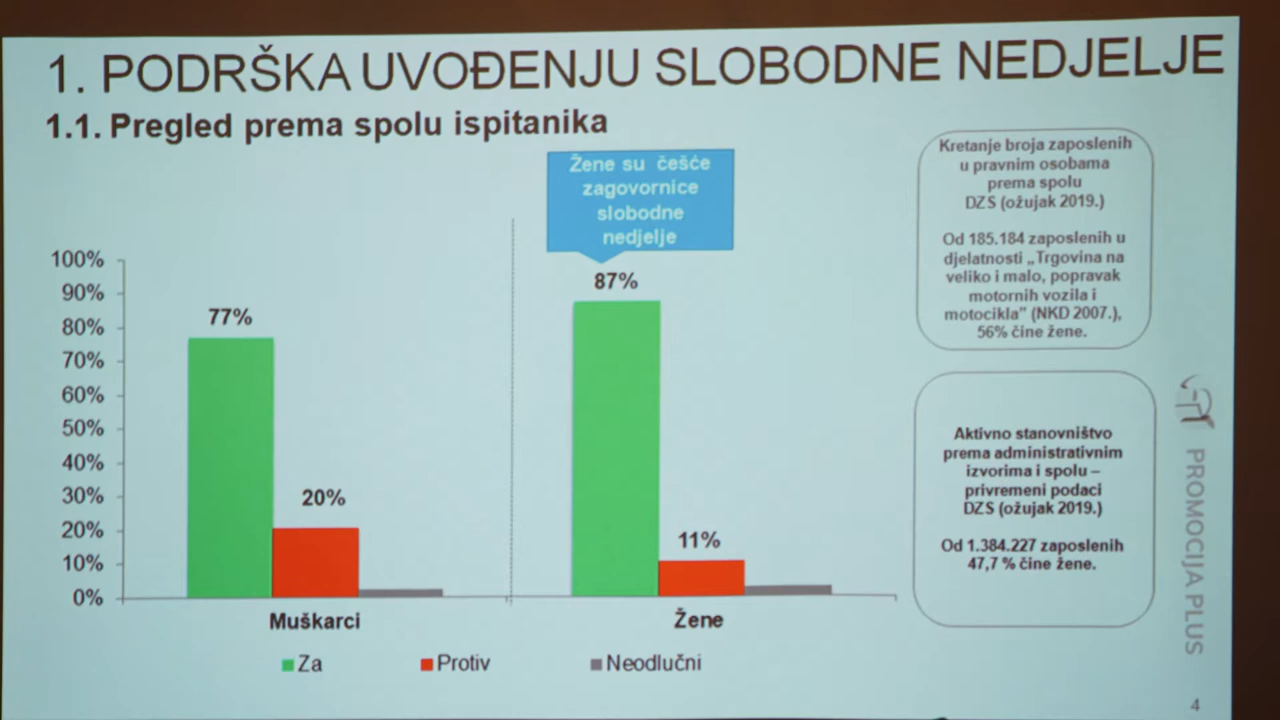 1. PODRŠKA UVOĐENJU SLOBODNE NEDJELJE
1.1. Pregled prema spolu ispitanika
Žene su češće
zagovornice
slobodne
nedjelje
100%
90%
80%
70%
60%
50%
40%
30%
20%
10%
0%
77%
20%
87%
11%
Muškarci
Žene
Za
Protiv
Neodlučni
Kretanje broja zaposlenih
u pravnim osobama
prema spolu
DZS (ožujak 2019.)
Od 185.184 zaposlenih u
djelatnosti „Trgovina na
veliko i malo, popravak
motornih vozila i
motocikla" (NKD 2007.),
56% čine žene.
Aktivno stanovništvo
prema administrativnim
izvorima i spolu –
privremeni podaci
DZS (ožujak 2019.)
Od 1.384.227 zaposlenih
47,7 % čine žene.
PROMOCIJA PLUS
4